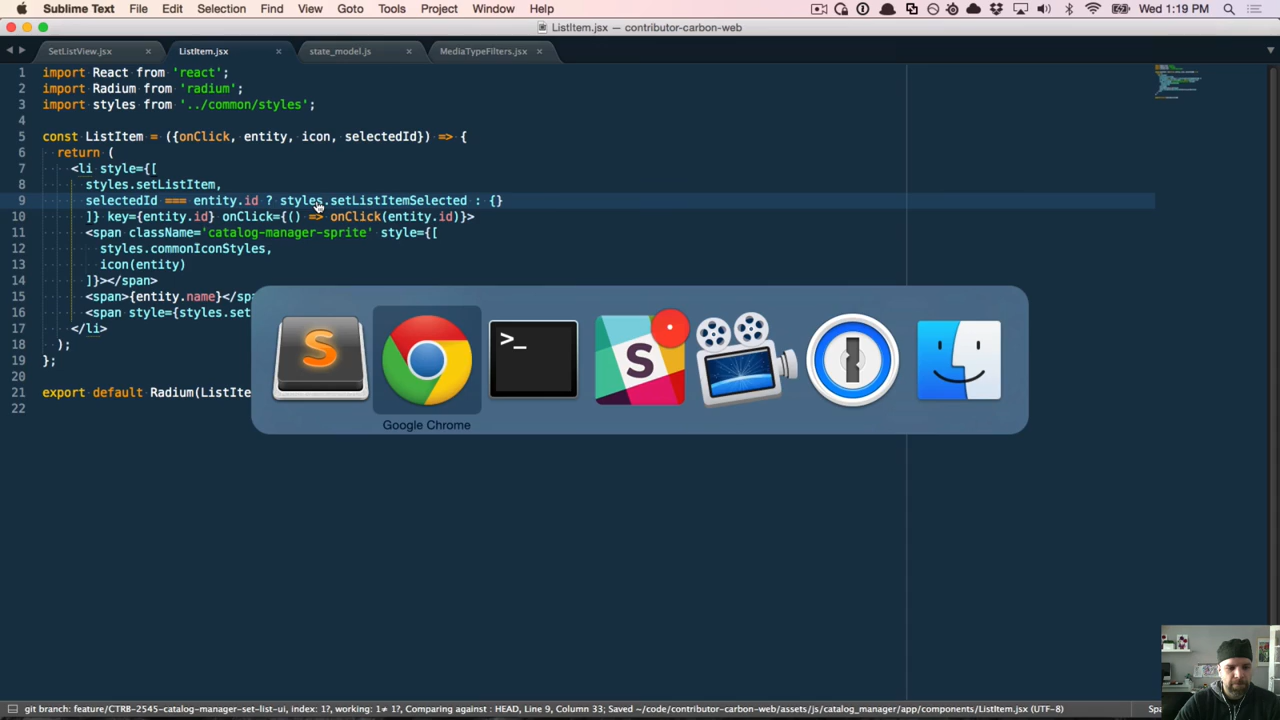 Sublime Text File Edit Selection Find View Goto Tools Project Window Help Wed 1:19 PM
ListItem.jsx — contributor-carbon-web
SetListView.jsx × ListItem.jsx × state_model.js × MediaTypeFilters.jsx ×
1 import React from 'react';
2 import Radium from 'radium';
3 import styles from '../common/styles';
4
5 const ListItem = ({onClick, entity, icon, selectedId}) => {
6 return (
7 <li style={[
8 styles.setListItem,
9 selectedId === entity.id ? styles.setListItemSelected : {}
10 ]} key={entity.id} onClick={() => onClick(entity.id)}>
11 <span className='catalog-manager-sprite' style={[
12 styles.commonIconStyles,
13 icon(entity)
14 ]}></span>
15 <span>{entity.name}</sp
16 <span style={styles.set
17 </li>
18 );
19 };
20
21 export default Radium(ListIte
22
Google Chrome
git branch: feature/CTRB-2545-catalog-manager-set-list-ui, index: 1?, working: 1≠ 1?, Comparing against : HEAD, Line 9, Column 33; Saved ~/code/contributor-carbon-web/assets/js/catalog_manager/app/components/ListItem.jsx (UTF-8) Spa